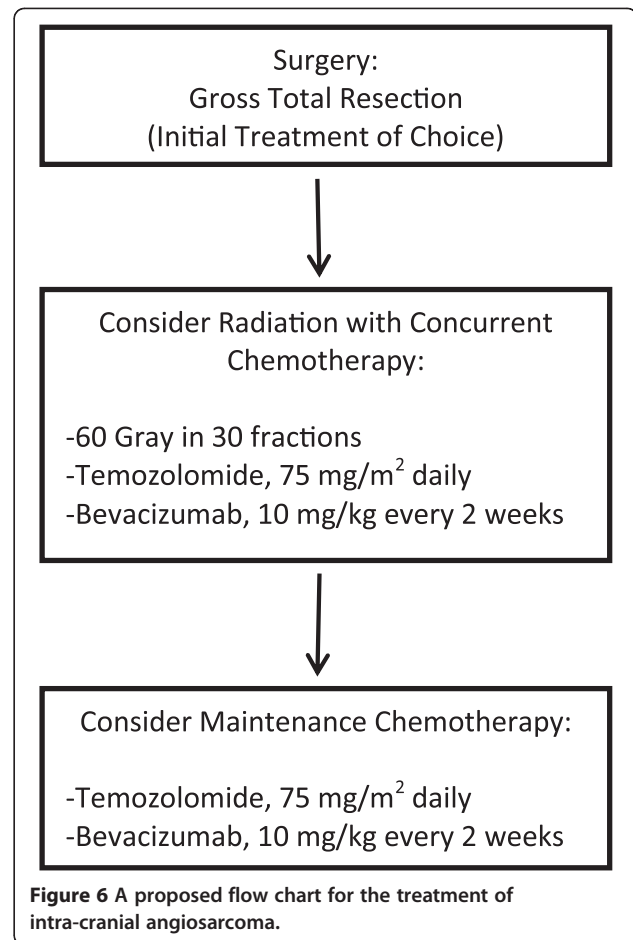 Surgery:
Gross Total Resection
(Initial Treatment of Choice)
Consider Radiation with Concurrent
Chemotherapy:
-60 Gray in 30 fractions
-Temozolomide, 75 mg/m² daily
-Bevacizumab, 10 mg/kg every 2 weeks
Consider Maintenance Chemotherapy:
-Temozolomide, 75 mg/m² daily
-Bevacizumab, 10 mg/kg every 2 weeks
Figure 6 A proposed flow chart for the treatment of
intra-cranial angiosarcoma.